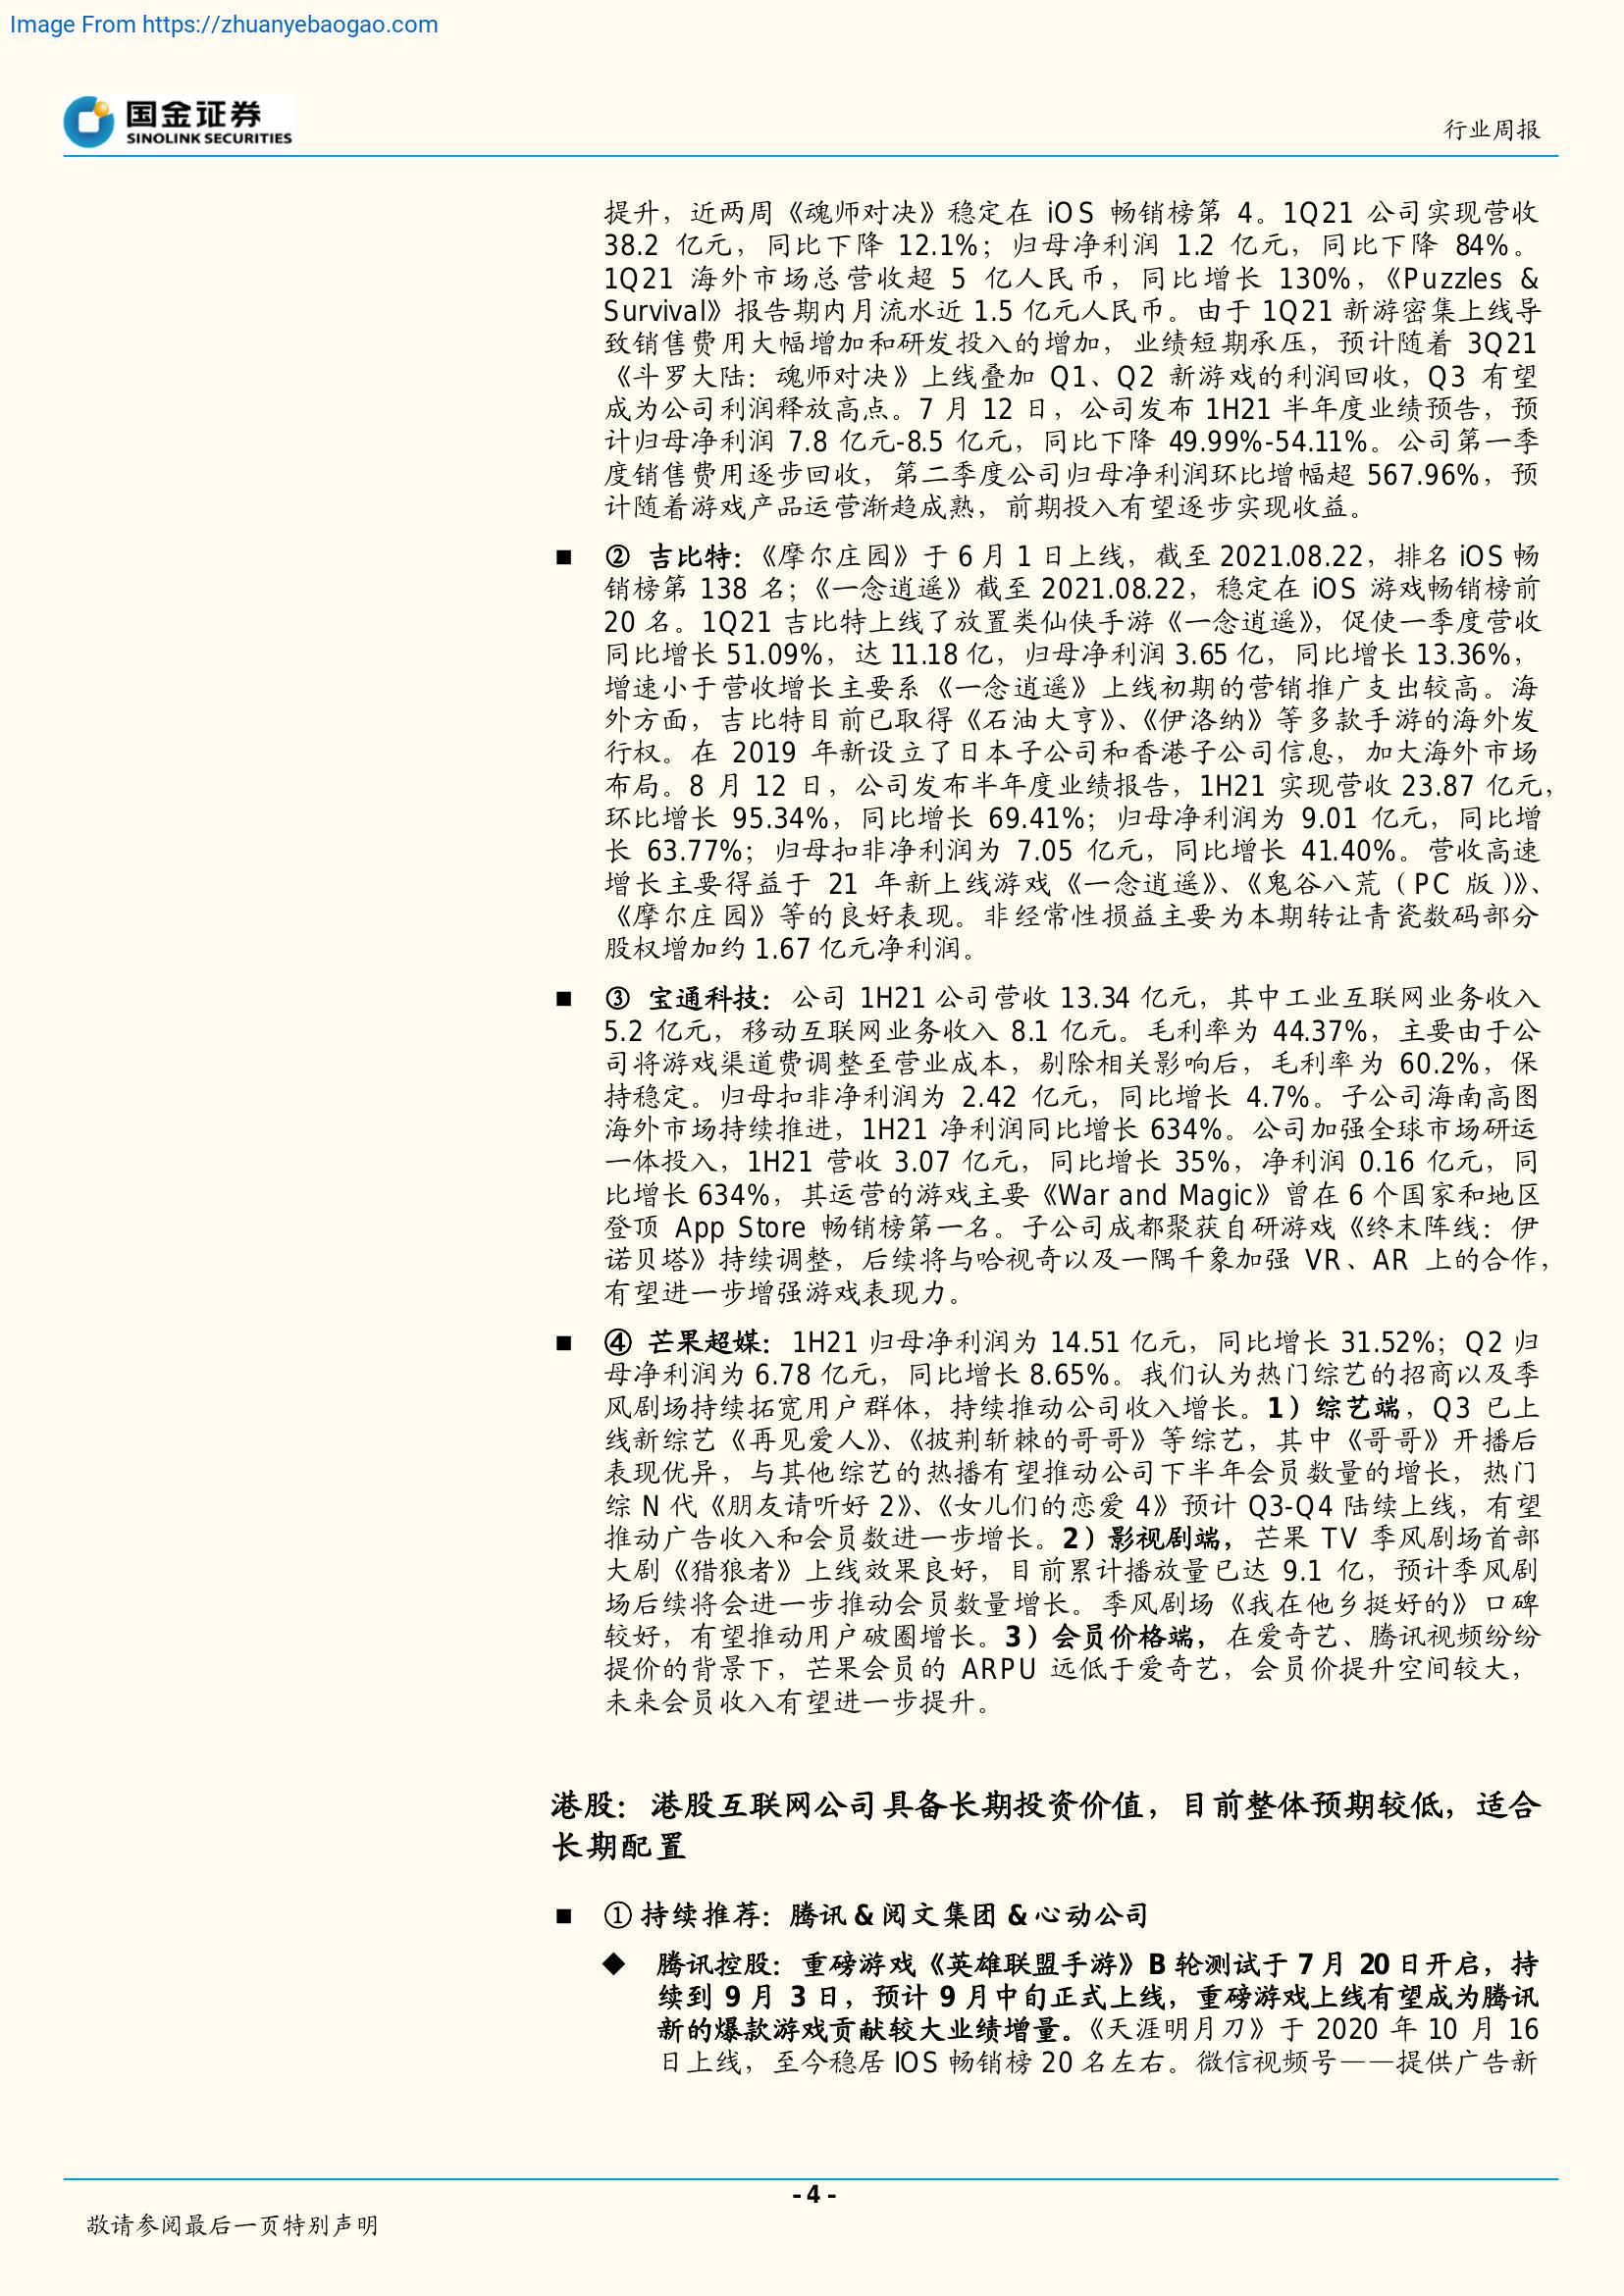 Image From https://zhuanyebaogao.com
国金证券
SINOLINK SECURITIES
行业周报
提升，近两周《魂师对决》稳定在 iOS 畅销榜第 4。1Q21 公司实现营收
38.2 亿元，同比下降 12.1%；归母净利润 1.2 亿元，同比下降 84%。
1Q21 海外市场总营收超 5 亿人民币，同比增长 130%，《Puzzles &
Survival》报告期内月流水近 1.5 亿元人民币。由于 1Q21 新游密集上线导
致销售费用大幅增加和研发投入的增加，业绩短期承压，预计随着 3Q21
《斗罗大陆：魂师对决》上线叠加 Q1、Q2 新游戏的利润回收，Q3 有望
成为公司利润释放高点。7 月 12 日，公司发布 1H21 半年度业绩预告，预
计归母净利润 7.8 亿元-8.5 亿元，同比下降 49.99%-54.11%。公司第一季
度销售费用逐步回收，第二季度公司归母净利润环比增幅超 567.96%，预
计随着游戏产品运营渐趋成熟，前期投入有望逐步实现收益。
■ ② 吉比特：《摩尔庄园》于 6 月 1 日上线，截至 2021.08.22，排名 iOS 畅
销榜第 138 名；《一念逍遥》截至 2021.08.22，稳定在 iOS 游戏畅销榜前
20 名。1Q21 吉比特上线了放置类仙侠手游《一念逍遥》，促使一季度营收
同比增长 51.09%，达 11.18 亿，归母净利润 3.65 亿，同比增长 13.36%，
增速小于营收增长主要系《一念逍遥》上线初期的营销推广支出较高。海
外方面，吉比特目前已取得《石油大亨》、《伊洛纳》等多款手游的海外发
行权。在 2019 年新设立了日本子公司和香港子公司信息，加大海外市场
布局。8 月 12 日，公司发布半年度业绩报告，1H21 实现营收 23.87 亿元，
环比增长 95.34%，同比增长 69.41%；归母净利润为 9.01 亿元，同比增
长 63.77%；归母扣非净利润为 7.05 亿元，同比增长 41.40%。营收高速
增长主要得益于 21 年新上线游戏《一念逍遥》、《鬼谷八荒（PC 版）》、
《摩尔庄园》等的良好表现。非经常性损益主要为本期转让青瓷数码部分
股权增加约 1.67 亿元净利润。
■ ③ 宝通科技：公司 1H21 公司营收 13.34 亿元，其中工业互联网业务收入
5.2 亿元，移动互联网业务收入 8.1 亿元。毛利率为 44.37%，主要由于公
司将游戏渠道费调整至营业成本，剔除相关影响后，毛利率为 60.2%，保
持稳定。归母扣非净利润为 2.42 亿元，同比增长 4.7%。子公司海南高图
海外市场持续推进，1H21 净利润同比增长 634%。公司加强全球市场研运
一体投入，1H21 营收 3.07 亿元，同比增长 35%，净利润 0.16 亿元，同
比增长 634%，其运营的游戏主要《War and Magic》曾在 6 个国家和地区
登顶 App Store 畅销榜第一名。子公司成都聚获自研游戏《终末阵线：伊
诺贝塔》持续调整，后续将与哈视奇以及一隅千象加强 VR、AR 上的合作，
有望进一步增强游戏表现力。
■ ④ 芒果超媒：1H21 归母净利润为 14.51 亿元，同比增长 31.52%；Q2 归
母净利润为 6.78 亿元，同比增长 8.65%。我们认为热门综艺的招商以及季
风剧场持续拓宽用户群体，持续推动公司收入增长。1）综艺端，Q3 已上
线新综艺《再见爱人》、《披荆斩棘的哥哥》等综艺，其中《哥哥》开播后
表现优异，与其他综艺的热播有望推动公司下半年会员数量的增长，热门
综 N 代《朋友请听好 2》、《女儿们的恋爱 4》预计 Q3-Q4 陆续上线，有望
推动广告收入和会员数进一步增长。2）影视剧端，芒果 TV 季风剧场首部
大剧《猎狼者》上线效果良好，目前累计播放量已达 9.1 亿，预计季风剧
场后续将会进一步推动会员数量增长。季风剧场《我在他乡挺好的》口碑
较好，有望推动用户破圈增长。3）会员价格端，在爱奇艺、腾讯视频纷纷
提价的背景下，芒果会员的 ARPU 远低于爱奇艺，会员价提升空间较大，
未来会员收入有望进一步提升。
港股：港股互联网公司具备长期投资价值，目前整体预期较低，适合
长期配置
■ ① 持续推荐：腾讯 & 阅文集团 & 心动公司
◆ 腾讯控股：重磅游戏《英雄联盟手游》B 轮测试于 7 月 20 日开启，持
续到 9 月 3 日，预计 9 月中旬正式上线，重磅游戏上线有望成为腾讯
新的爆款游戏贡献较大业绩增量。《天涯明月刀》于 2020 年 10 月 16
日上线，至今稳居 IOS 畅销榜 20 名左右。微信视频号——提供广告新
- 4 -
敬请参阅最后一页特别声明